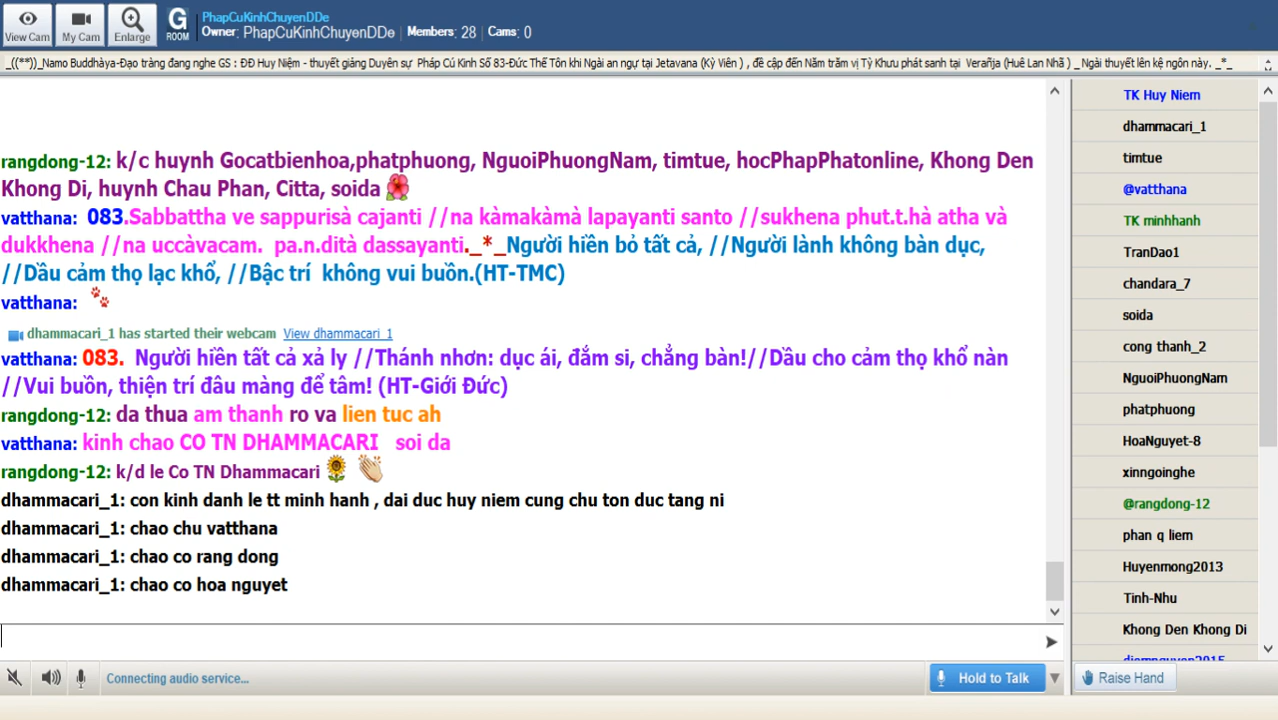 View Cam
My Cam
Enlarge
G
ROOM
PhapCuKinhChuyenDDe
Owner: PhapCuKinhChuyenDDe Members: 28 Cams: 0
_((**))_Namo Buddhàya-Đạo tràng đang nghe GS : ĐĐ Huy Niệm - thuyết giảng Duyên sự Pháp Cú Kinh Số 83-Đức Thế Tôn khi Ngài an ngự tại Jetavana (Kỳ Viên ) , đề cập đến Năm trăm vị Tỳ Khưu phát sanh tại Verañja (Huê Lan Nhã ) _ Ngài thuyết lên kệ ngôn này. _*_
rangdong-12: k/c huynh Gocatbienhoa,phatphuong, NguoiPhuongNam, timtue, hocPhapPhatonline, Khong Den
Khong Di, huynh Chau Phan, Citta, soida
vatthana: 083.Sabbattha ve sappurisà cajanti //na kàmakàmà lapayanti santo //sukhena phut.t.hà atha và
dukkhena //na uccàvacam. pa.n.dità dassayanti._*_Người hiền bỏ tất cả, //Người lành không bàn dục,
//Dầu cảm thọ lạc khổ, //Bậc trí không vui buồn.(HT-TMC)
vatthana:
dhammacari_1 has started their webcam View dhammacari_1
vatthana: 083. Người hiền tất cả xả ly //Thánh nhơn: dục ái, đắm si, chẳng bàn!//Dầu cho cảm thọ khổ nàn
//Vui buồn, thiện trí đâu màng để tâm! (HT-Giới Đức)
rangdong-12: da thua am thanh ro va lien tuc ah
vatthana: kinh chao CO TN DHAMMACARI soi da
rangdong-12: k/d le Co TN Dhammacari
dhammacari_1: con kinh danh le tt minh hanh , dai duc huy niem cung chu ton duc tang ni
dhammacari_1: chao chu vatthana
dhammacari_1: chao co rang dong
dhammacari_1: chao co hoa nguyet
Connecting audio service...
Hold to Talk
TK Huy Niem
dhammacari_1
timtue
@vatthana
TK minhhanh
TranDao1
chandara_7
soida
cong thanh_2
NguoiPhuongNam
phatphuong
HoaNguyet-8
xinngoinghe
@rangdong-12
phan q liem
Huyenmong2013
Tinh-Nhu
Khong Den Khong Di
diemnguyen2015
Raise Hand